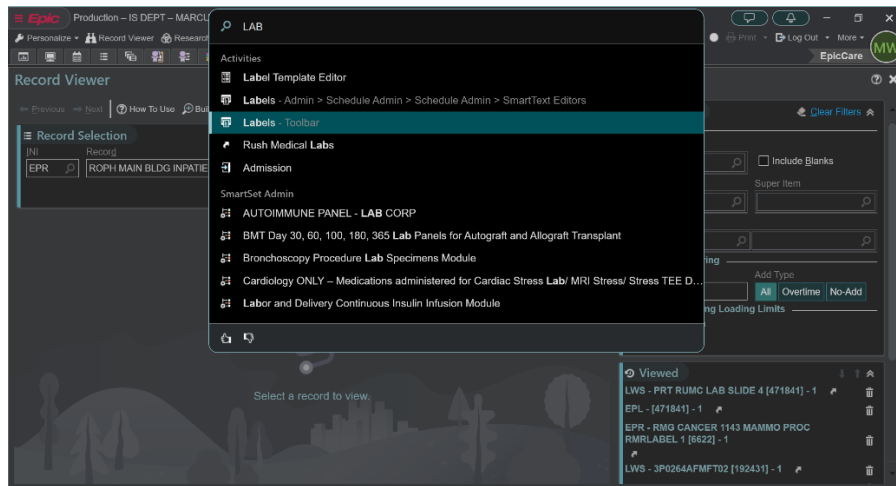 Epic Production – IS DEPT – MARCU
LAB
Personalize Record Viewer Research
Print Log Out More
MW
EpicCare
Activities
Label Template Editor
Labels - Admin > Schedule Admin > Schedule Admin > SmartText Editors
Labels - Toolbar
Rush Medical Labs
Admission
SmartSet Admin
AUTOIMMUNE PANEL - LAB CORP
BMT Day 30, 60, 100, 180, 365 Lab Panels for Autograft and Allograft Transplant
Bronchoscopy Procedure Lab Specimens Module
Cardiology ONLY – Medications administered for Cardiac Stress Lab/ MRI Stress/ Stress TEE D...
Labor and Delivery Continuous Insulin Infusion Module
Record Viewer
Previous Next How To Use Buil
Record Selection
INI Record
EPR ROPH MAIN BLDG INPATIE
Select a record to view.
Clear Filters
Include Blanks
Super Item
ring
Add Type
All Overtime No-Add
ng Loading Limits
Viewed
LWS - PRT RUMC LAB SLIDE 4 [471841] - 1
EPL - [471841] - 1
EPR - RMG CANCER 1143 MAMMO PROC
RMRLABEL 1 [6622] - 1
LWS - 3P0264AFMFT02 [192431] - 1